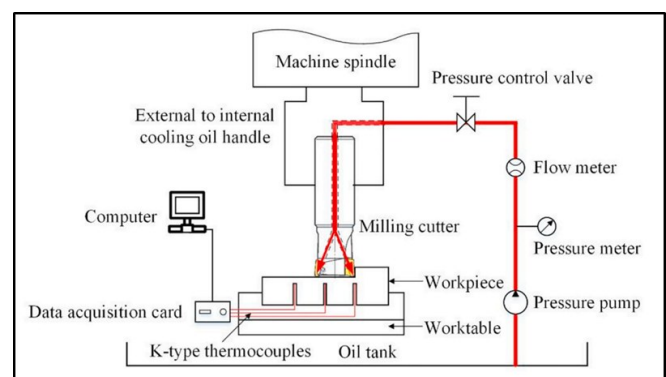 Machine spindle
Pressure control valve
External to internal
cooling oil handle
Flow meter
Computer
Milling cutter
Pressure meter
Workpiece
Data acquisition card
Pressure pump
Worktable
K-type thermocouples
Oil tank